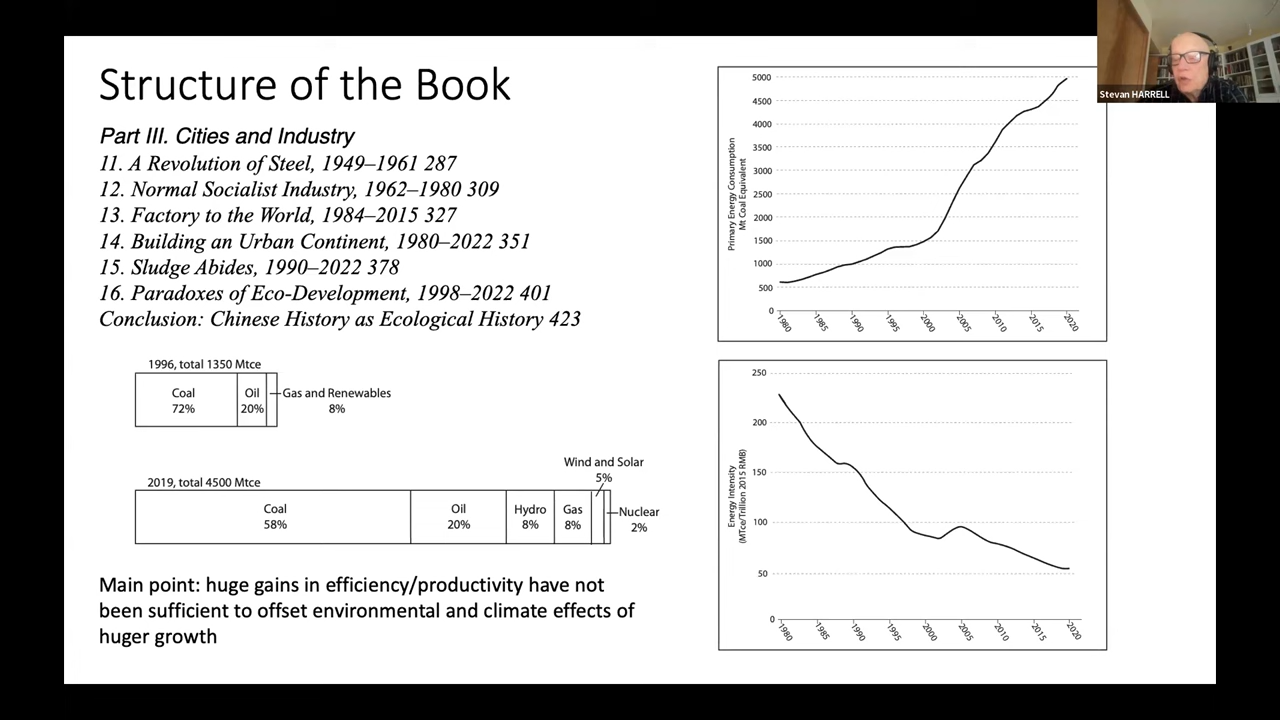 Structure of the Book
Part III. Cities and Industry
11. A Revolution of Steel, 1949–1961 287
12. Normal Socialist Industry, 1962–1980 309
13. Factory to the World, 1984–2015 327
14. Building an Urban Continent, 1980–2022 351
15. Sludge Abides, 1990–2022 378
16. Paradoxes of Eco-Development, 1998–2022 401
Conclusion: Chinese History as Ecological History 423
1996, total 1350 Mtce
Coal
72%
Oil
20%
Gas and Renewables
8%
2019, total 4500 Mtce
Coal
58%
Oil
20%
Hydro
8%
Gas
8%
Wind and Solar
5%
Nuclear
2%
Main point: huge gains in efficiency/productivity have not
been sufficient to offset environmental and climate effects of
huger growth
Primary Energy Consumption
Mt Coal Equivalent
5000
4500
4000
3500
3000
2500
2000
1500
1000
500
0
1980
1985
1990
1995
2000
2005
2010
2015
2020
Energy Intensity
(MTce/Trillion 2015 RMB)
250
200
150
100
50
0
1980
1985
1990
1995
2000
2005
2010
2015
2020
Stevan HARRELL